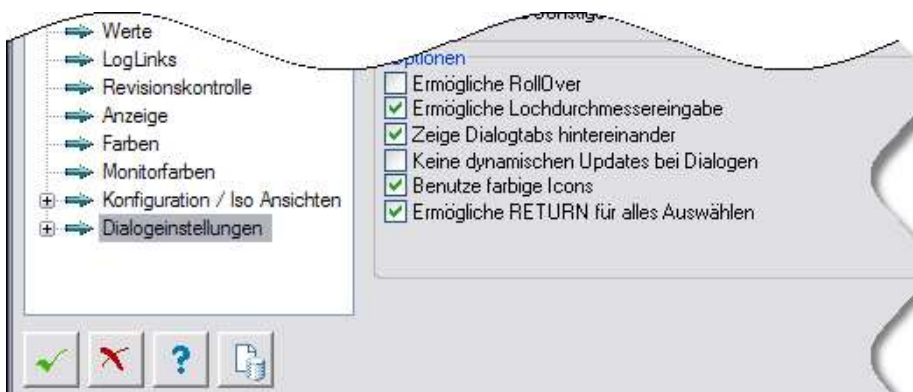 Werte
LogLinks
Revisionskontrolle
Anzeige
Farben
Monitorfarben
Konfiguration / Iso Ansichten
Dialogeinstellungen
Optionen
Ermögliche RollOver
Ermögliche Lochdurchmessereingabe
Zeige Dialogtabs hintereinander
Keine dynamischen Updates bei Dialogen
Benutze farbige Icons
Ermögliche RETURN für alles Auswählen
?